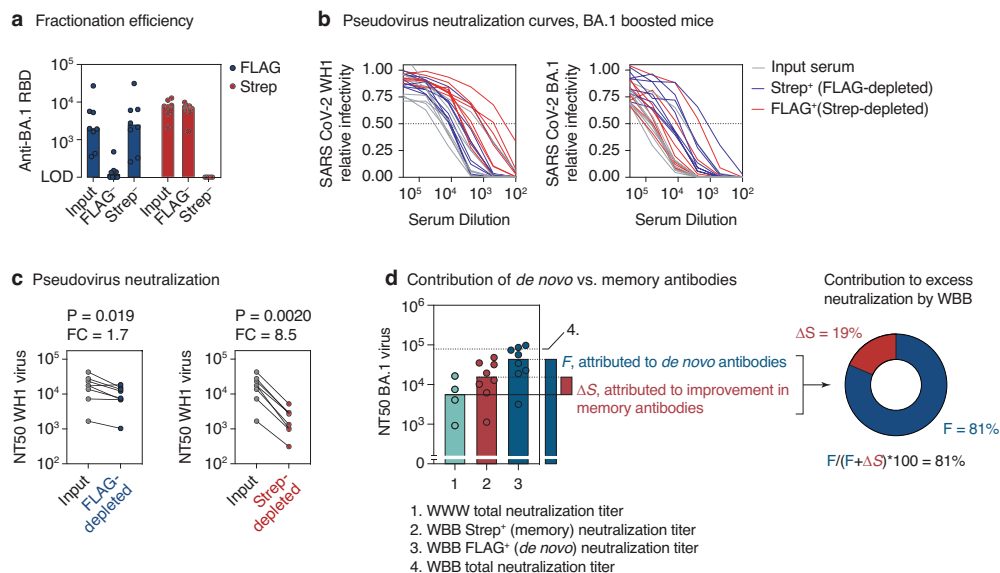 a Fractionation efficiency
Anti-BA.1 RBD
10⁵
10⁴
10³
LOD
FLAG
Strep
Input
FLAG⁻
Strep⁻
Input
FLAG⁻
Strep⁻
b Pseudovirus neutralization curves, BA.1 boosted mice
SARS CoV-2 WH1
relative infectivity
1.00
0.75
0.50
0.25
0.00
10⁵ 10⁴ 10³ 10²
Serum Dilution
SARS CoV-2 BA.1
relative infectivity
1.00
0.75
0.50
0.25
0.00
10⁵ 10⁴ 10³ 10²
Serum Dilution
Input serum
Strep⁺ (FLAG-depleted)
FLAG⁺(Strep-depleted)
c Pseudovirus neutralization
P = 0.019
FC = 1.7
NT50 WH1 virus
10⁵
10⁴
10³
10²
Input
FLAG-
depleted
P = 0.0020
FC = 8.5
NT50 WH1 virus
10⁵
10⁴
10³
10²
Input
Strep-
depleted
d Contribution of de novo vs. memory antibodies
NT50 BA.1 virus
10⁶
10⁵
10⁴
10³
0
1 2 3
4.
F, attributed to de novo antibodies
ΔS, attributed to improvement in
memory antibodies
1. WWW total neutralization titer
2. WBB Strep⁺ (memory) neutralization titer
3. WBB FLAG⁺ (de novo) neutralization titer
4. WBB total neutralization titer
Contribution to excess
neutralization by WBB
ΔS = 19%
F = 81%
F/(F+ΔS)*100 = 81%